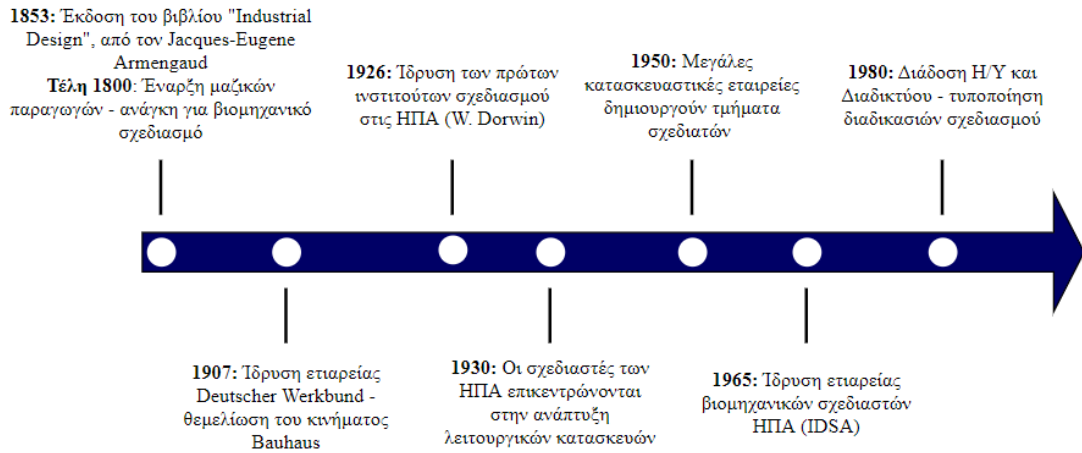 1853: Έκδοση του βιβλίου "Industrial
Design", από τον Jacques-Eugene
Armengaud
Τέλη 1800: Έναρξη μαζικών
παραγωγών - ανάγκη για βιομηχανικό
σχεδιασμό
1926: Ίδρυση των πρώτων
ινστιτούτων σχεδιασμού
στις ΗΠΑ (W. Dorwin)
1950: Μεγάλες
κατασκευαστικές εταιρείες
δημιουργούν τμήματα
σχεδιατών
1980: Διάδοση Η/Υ και
Διαδικτύου - τυποποίηση
διαδικασιών σχεδιασμού
1907: Ίδρυση ετιαρείας
Deutscher Werkbund -
θεμελίωση του κινήματος
Bauhaus
1930: Οι σχεδιαστές των
ΗΠΑ επικεντρώνονται
στην ανάπτυξη
λειτουργικών κατασκευών
1965: Ίδρυση ετιαρείας
βιομηχανικών σχεδιαστών
ΗΠΑ (IDSA)